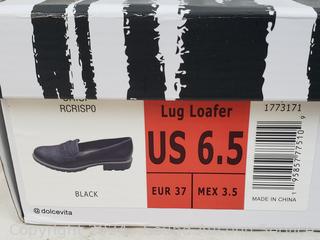 RCRISPO
Lug Loafer
1773171
US 6.5
EUR 37
MEX 3.5
BLACK
MADE IN CHINA
@dolcevita